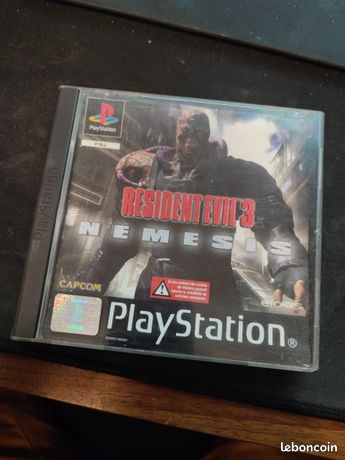 PlayStation
PAL
PlayStation
RESIDENT EVIL 3
NEMESIS
CAPCOM
EIDOS
PlayStation®
leboncoin